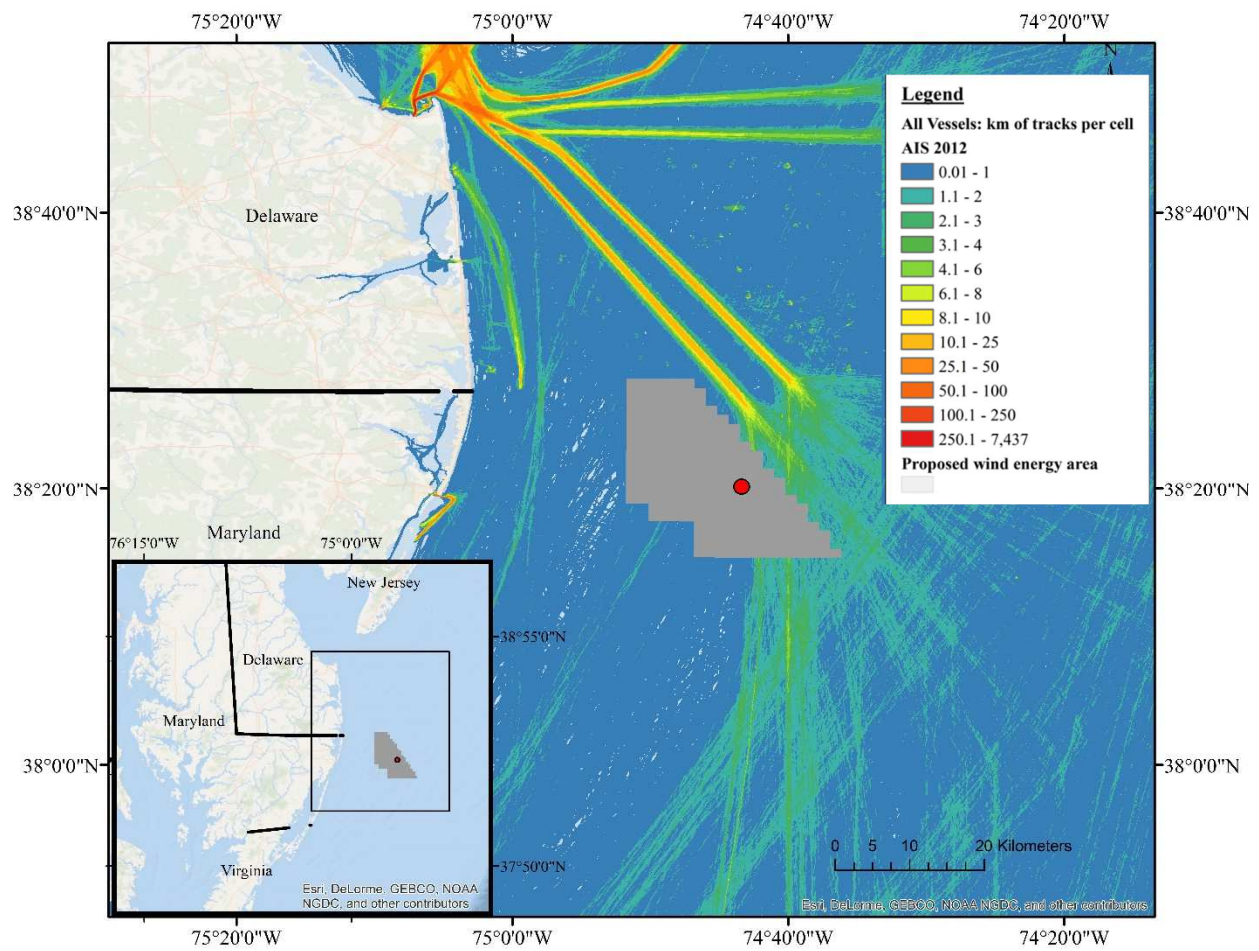 75°20'0"W 75°0'0"W 74°40'0"W 74°20'0"W
N
Legend
All Vessels: km of tracks per cell
AIS 2012
0.01 - 1
1.1 - 2
2.1 - 3
3.1 - 4
4.1 - 6
6.1 - 8
8.1 - 10
10.1 - 25
25.1 - 50
50.1 - 100
100.1 - 250
250.1 - 7,437
Proposed wind energy area
38°40'0"N 38°40'0"N
Delaware
38°20'0"N 38°20'0"N
Maryland
76°15'0"W 75°0'0"W
New Jersey
38°55'0"N
Delaware
Maryland
38°0'0"N 38°0'0"N
0 5 10 20 Kilometers
37°50'0"N
Virginia
Esri, DeLorme, GEBCO, NOAA
NGDC, and other contributors
Esri, DeLorme, GEBCO, NOAA NGDC, and other contributors
75°20'0"W 75°0'0"W 74°40'0"W 74°20'0"W